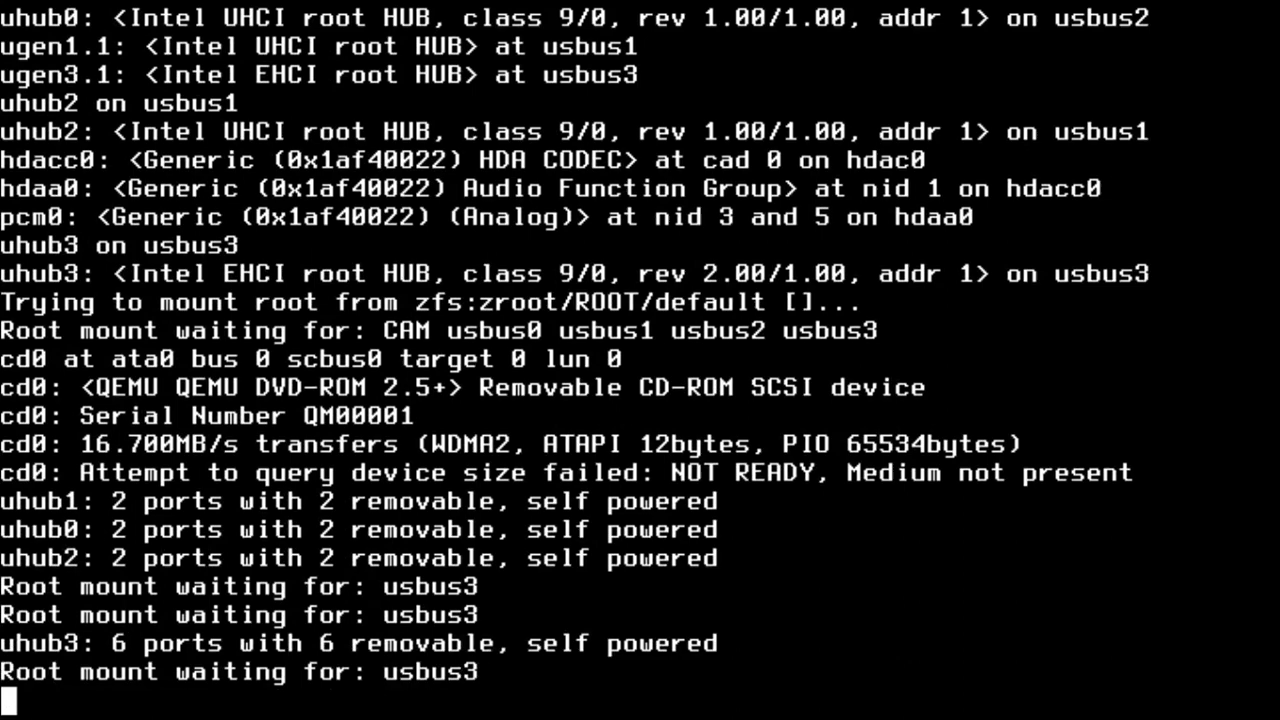 uhub0: <Intel UHCI root HUB, class 9/0, rev 1.00/1.00, addr 1> on usbus2
ugen1.1: <Intel UHCI root HUB> at usbus1
ugen3.1: <Intel EHCI root HUB> at usbus3
uhub2 on usbus1
uhub2: <Intel UHCI root HUB, class 9/0, rev 1.00/1.00, addr 1> on usbus1
hdacc0: <Generic (0x1af40022) HDA CODEC> at cad 0 on hdac0
hdaa0: <Generic (0x1af40022) Audio Function Group> at nid 1 on hdacc0
pcm0: <Generic (0x1af40022) (Analog)> at nid 3 and 5 on hdaa0
uhub3 on usbus3
uhub3: <Intel EHCI root HUB, class 9/0, rev 2.00/1.00, addr 1> on usbus3
Trying to mount root from zfs:zroot/ROOT/default []...
Root mount waiting for: CAM usbus0 usbus1 usbus2 usbus3
cd0 at ata0 bus 0 scbus0 target 0 lun 0
cd0: <QEMU QEMU DVD-ROM 2.5+> Removable CD-ROM SCSI device
cd0: Serial Number QM00001
cd0: 16.700MB/s transfers (WDMA2, ATAPI 12bytes, PIO 65534bytes)
cd0: Attempt to query device size failed: NOT READY, Medium not present
uhub1: 2 ports with 2 removable, self powered
uhub0: 2 ports with 2 removable, self powered
uhub2: 2 ports with 2 removable, self powered
Root mount waiting for: usbus3
Root mount waiting for: usbus3
uhub3: 6 ports with 6 removable, self powered
Root mount waiting for: usbus3